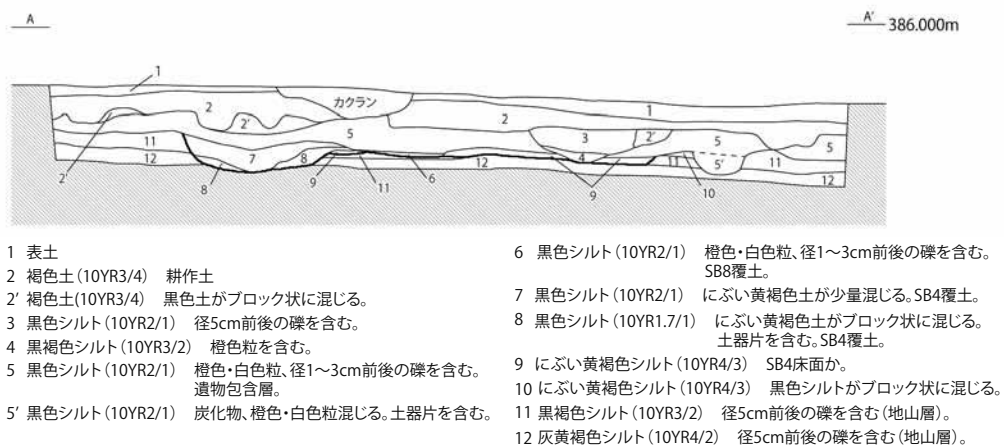 A
A′ 386.000m
1
カクラン
2
1
2
2′
3
2′
5
5
5
11
7
8
4
12
11
5′
11
12
12
2′
8
9
11
6
9
10
1 表土
2 褐色土(10YR3/4) 耕作土
2′ 褐色土(10YR3/4) 黒色土がブロック状に混じる。
3 黒色シルト(10YR2/1) 径5cm前後の礫を含む。
4 黒褐色シルト(10YR3/2) 橙色粒を含む。
5 黒色シルト(10YR2/1) 橙色・白色粒、径1～3cm前後の礫を含む。
遺物包含層。
5′ 黒色シルト(10YR2/1) 炭化物、橙色・白色粒混じる。土器片を含む。
6 黒色シルト(10YR2/1) 橙色・白色粒、径1～3cm前後の礫を含む。
SB8覆土。
7 黒色シルト(10YR2/1) にぶい黄褐色土が少量混じる。SB4覆土。
8 黒色シルト(10YR1.7/1) にぶい黄褐色土がブロック状に混じる。
土器片を含む。SB4覆土。
9 にぶい黄褐色シルト(10YR4/3) SB4床面か。
10 にぶい黄褐色シルト(10YR4/3) 黒色シルトがブロック状に混じる。
11 黒褐色シルト(10YR3/2) 径5cm前後の礫を含む(地山層)。
12 灰黄褐色シルト(10YR4/2) 径5cm前後の礫を含む(地山層)。